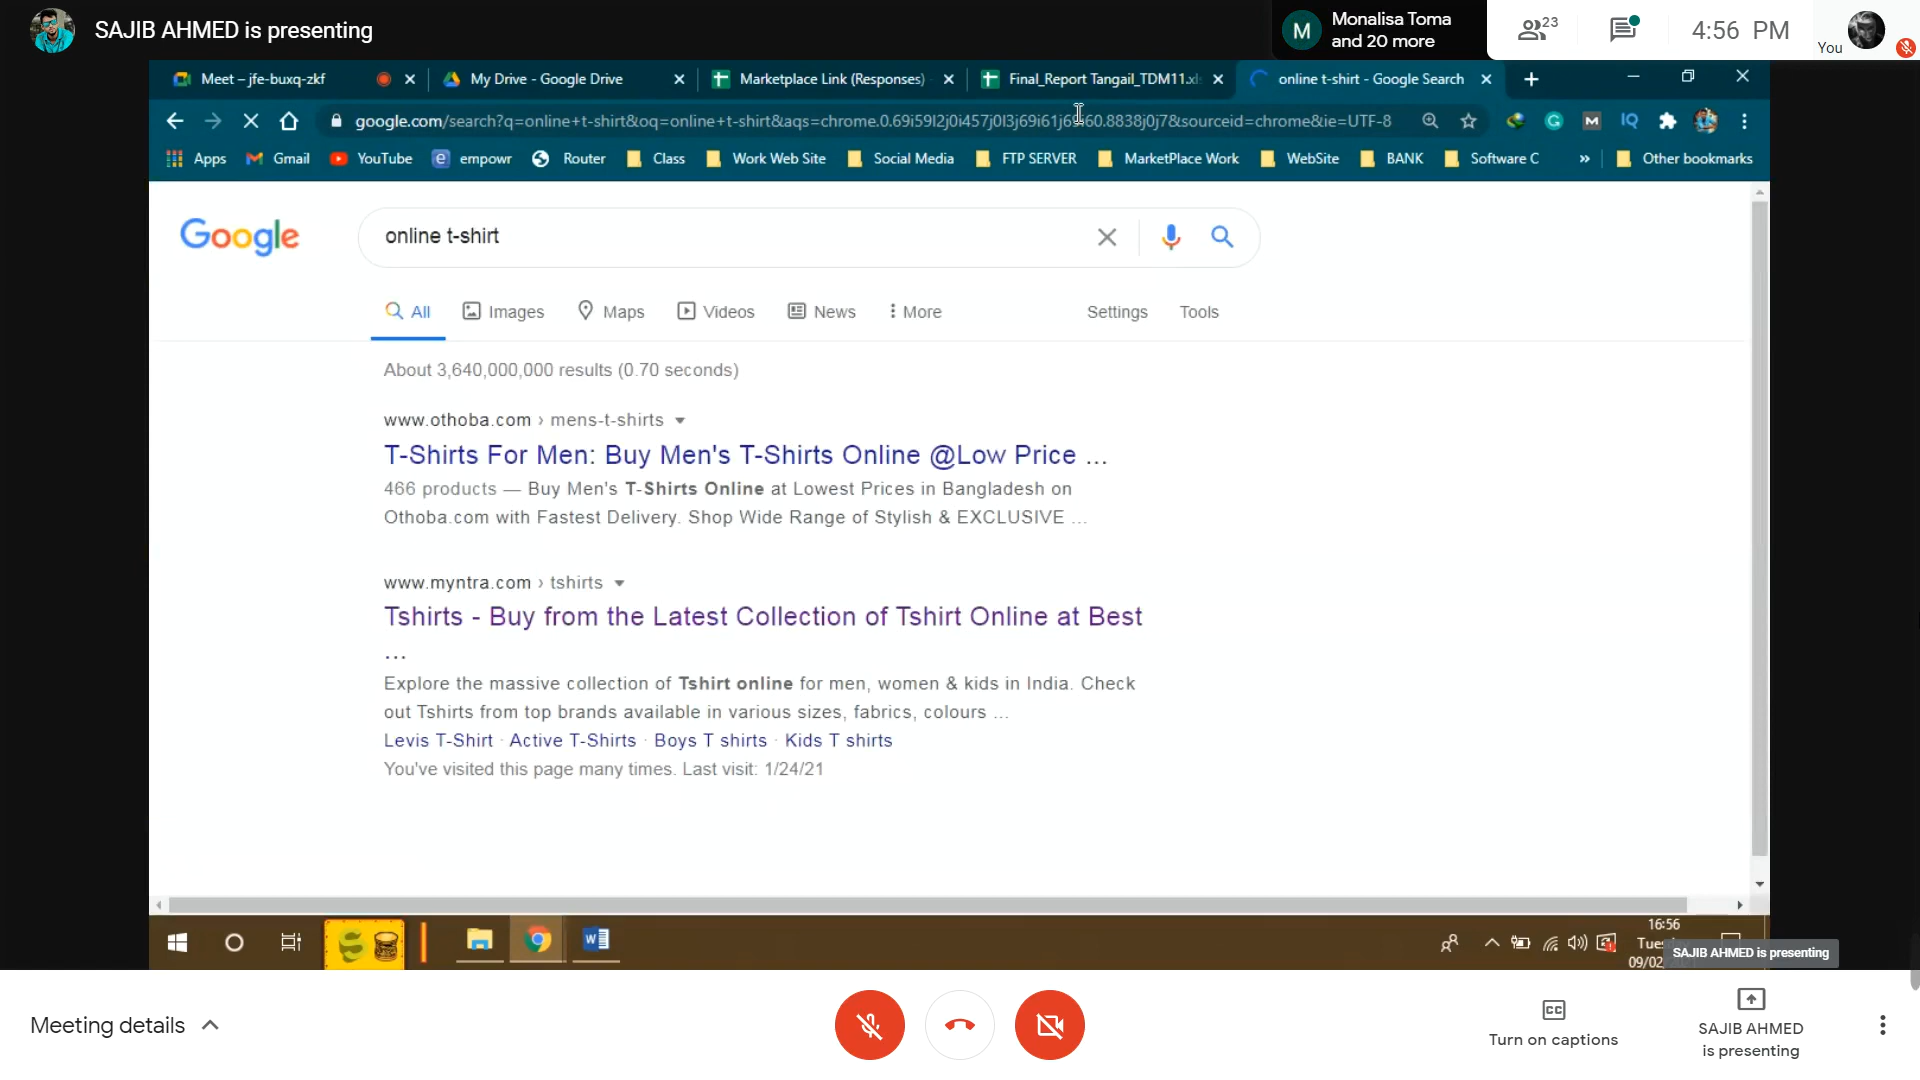 SAJIB AHMED is presenting
M
Monalisa Toma
and 20 more
23
4:56 PM
You
Meet – jfe-buxq-zkf
My Drive - Google Drive
Marketplace Link (Responses)
Final_Report Tangail_TDM11.xl
online t-shirt - Google Search
google.com/search?q=online+t-shirt&oq=online+t-shirt&aqs=chrome.0.69i59l2j0i457j0l3j69i61j69i60.8838j0j7&sourceid=chrome&ie=UTF-8
Apps
Gmail
YouTube
empowr
Router
Class
Work Web Site
Social Media
FTP SERVER
MarketPlace Work
WebSite
BANK
Software C
»
Other bookmarks
Google
online t-shirt
All
Images
Maps
Videos
News
More
Settings
Tools
About 3,640,000,000 results (0.70 seconds)
www.othoba.com › mens-t-shirts
T-Shirts For Men: Buy Men's T-Shirts Online @Low Price ...
466 products — Buy Men's T-Shirts Online at Lowest Prices in Bangladesh on
Othoba.com with Fastest Delivery. Shop Wide Range of Stylish & EXCLUSIVE ...
www.myntra.com › tshirts
Tshirts - Buy from the Latest Collection of Tshirt Online at Best
...
Explore the massive collection of Tshirt online for men, women & kids in India. Check
out Tshirts from top brands available in various sizes, fabrics, colours ...
Levis T-Shirt · Active T-Shirts · Boys T shirts · Kids T shirts
You've visited this page many times. Last visit: 1/24/21
16:56
SAJIB AHMED is presenting
Meeting details
Turn on captions
SAJIB AHMED
is presenting